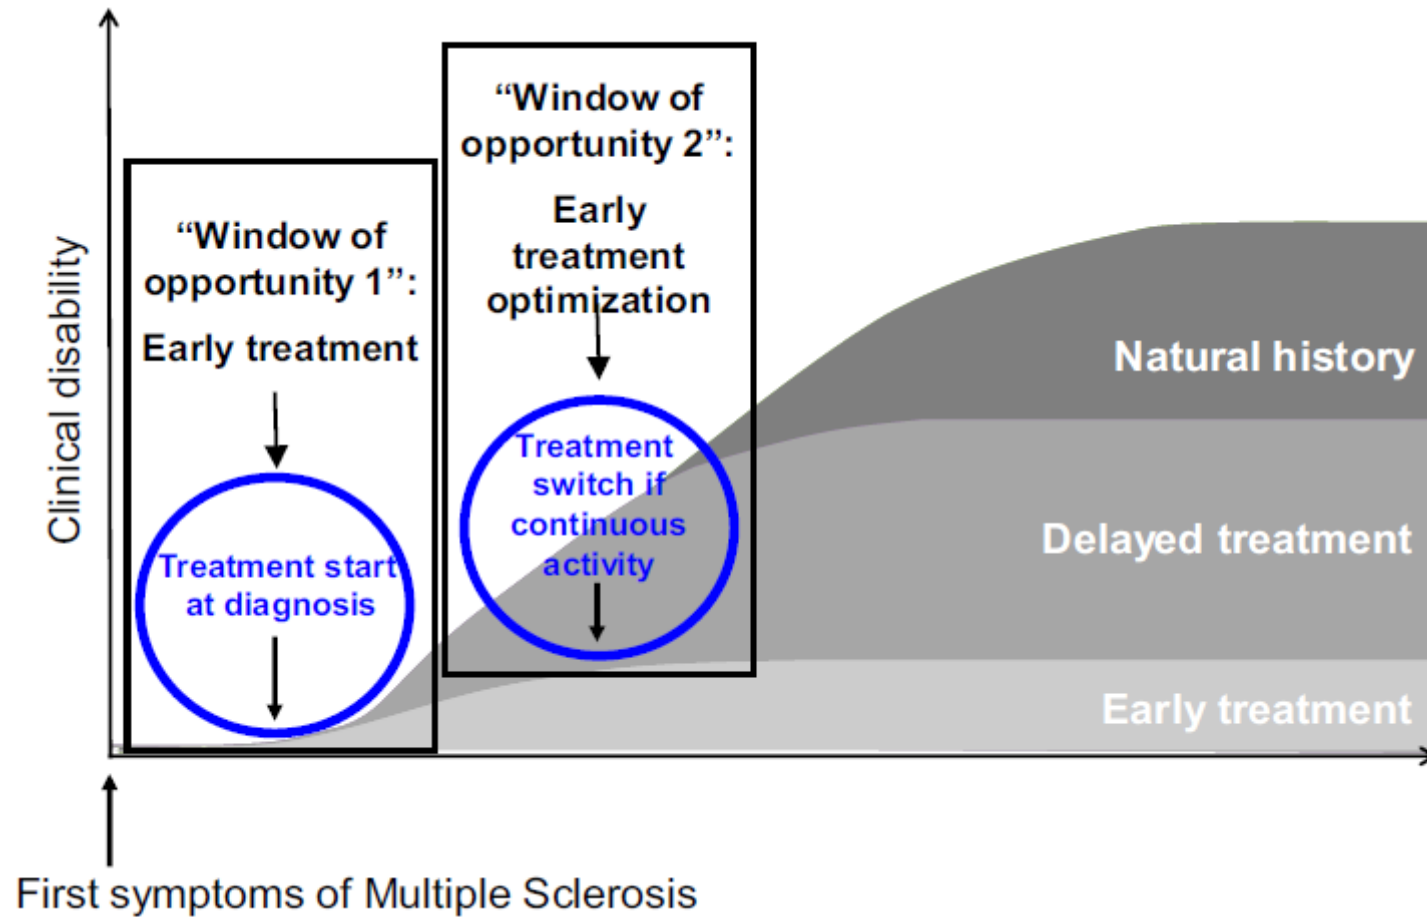 “Window of
opportunity 1”:
Early treatment
Treatment start
at diagnosis
“Window of
opportunity 2”:
Early
treatment
optimization
Treatment
switch if
continuous
activity
Clinical disability
Natural history
Delayed treatment
Early treatment
First symptoms of Multiple Sclerosis